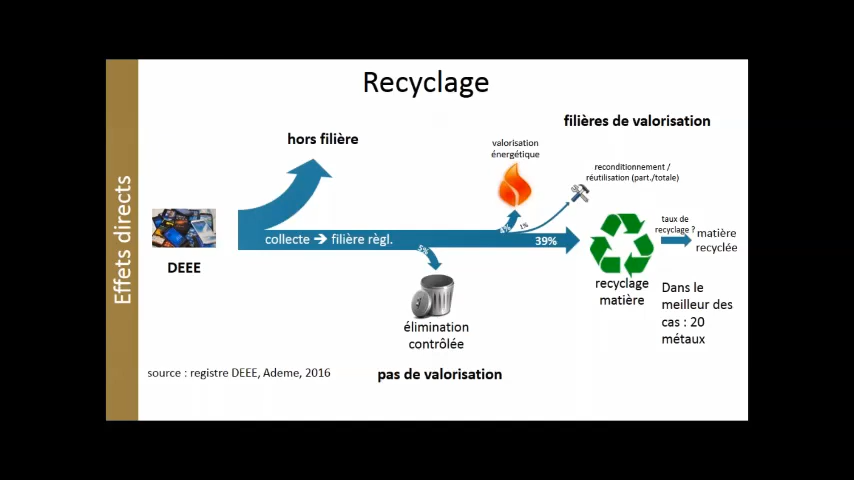 Recyclage
Effets directs
filières de valorisation
hors filière
valorisation
énergétique
reconditionnement /
réutilisation (part./totale)
4%
1%
taux de
recyclage ?
matière
recyclée
collecte → filière règl.
39%
5%
DEEE
recyclage
matière
Dans le
meilleur des
cas : 20
métaux
élimination
contrôlée
source : registre DEEE, Ademe, 2016
pas de valorisation